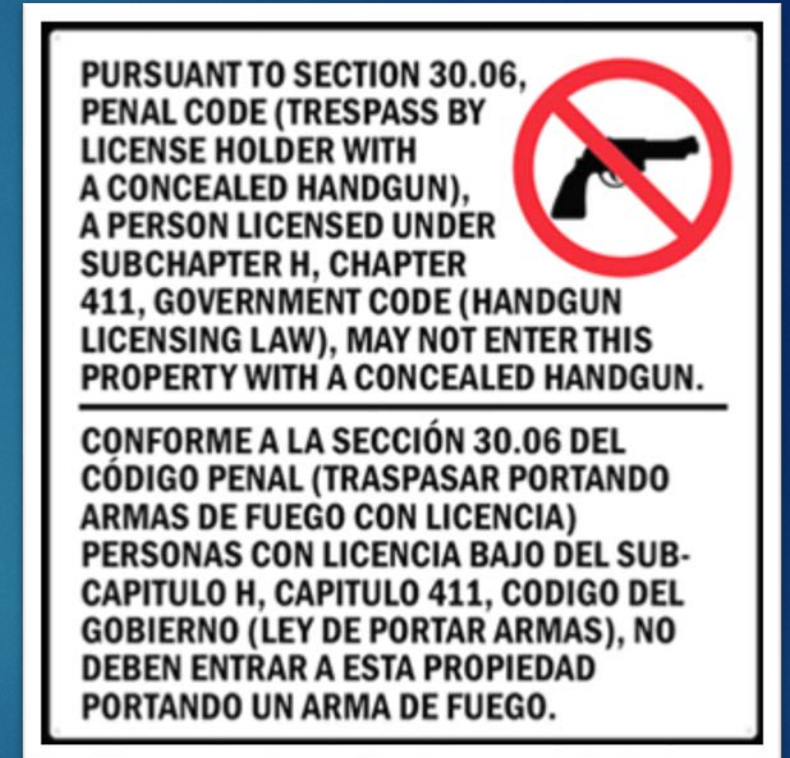 PURSUANT TO SECTION 30.06,
PENAL CODE (TRESPASS BY
LICENSE HOLDER WITH
A CONCEALED HANDGUN),
A PERSON LICENSED UNDER
SUBCHAPTER H, CHAPTER
411, GOVERNMENT CODE (HANDGUN
LICENSING LAW), MAY NOT ENTER THIS
PROPERTY WITH A CONCEALED HANDGUN.
CONFORME A LA SECCIÓN 30.06 DEL
CÓDIGO PENAL (TRASPASAR PORTANDO
ARMAS DE FUEGO CON LICENCIA)
PERSONAS CON LICENCIA BAJO DEL SUB-
CAPITULO H, CAPITULO 411, CODIGO DEL
GOBIERNO (LEY DE PORTAR ARMAS), NO
DEBEN ENTRAR A ESTA PROPIEDAD
PORTANDO UN ARMA DE FUEGO.